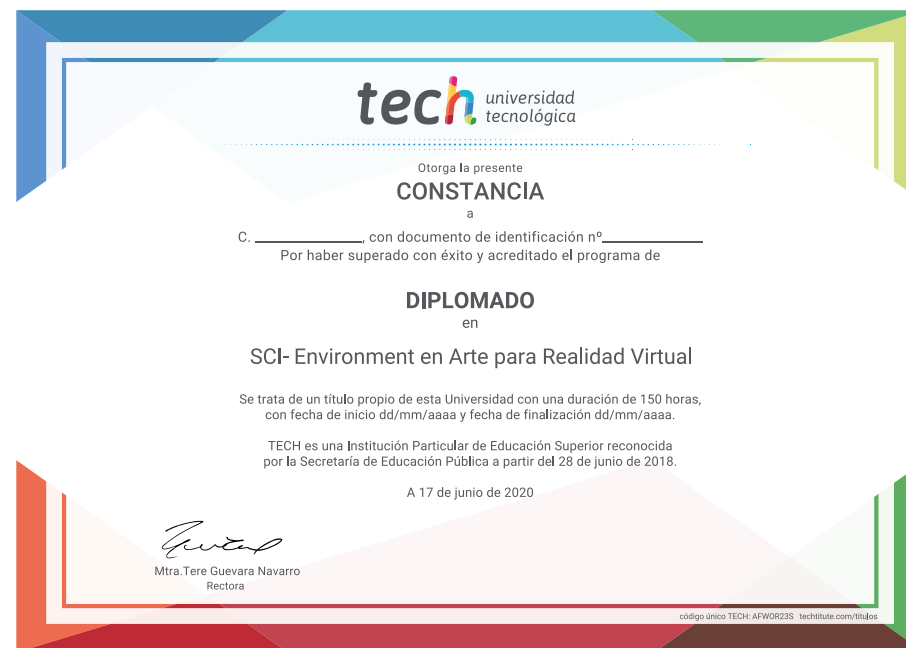 tech universidad
tecnológica
Otorga la presente
CONSTANCIA
a
C. ____________, con documento de identificación nº____________
Por haber superado con éxito y acreditado el programa de
DIPLOMADO
en
SCI- Environment en Arte para Realidad Virtual
Se trata de un título propio de esta Universidad con una duración de 150 horas,
con fecha de inicio dd/mm/aaaa y fecha de finalización dd/mm/aaaa.
TECH es una Institución Particular de Educación Superior reconocida
por la Secretaría de Educación Pública a partir del 28 de junio de 2018.
A 17 de junio de 2020
Mtra.Tere Guevara Navarro
Rectora
código único TECH: AFWOR23S techtitute.com/titulos